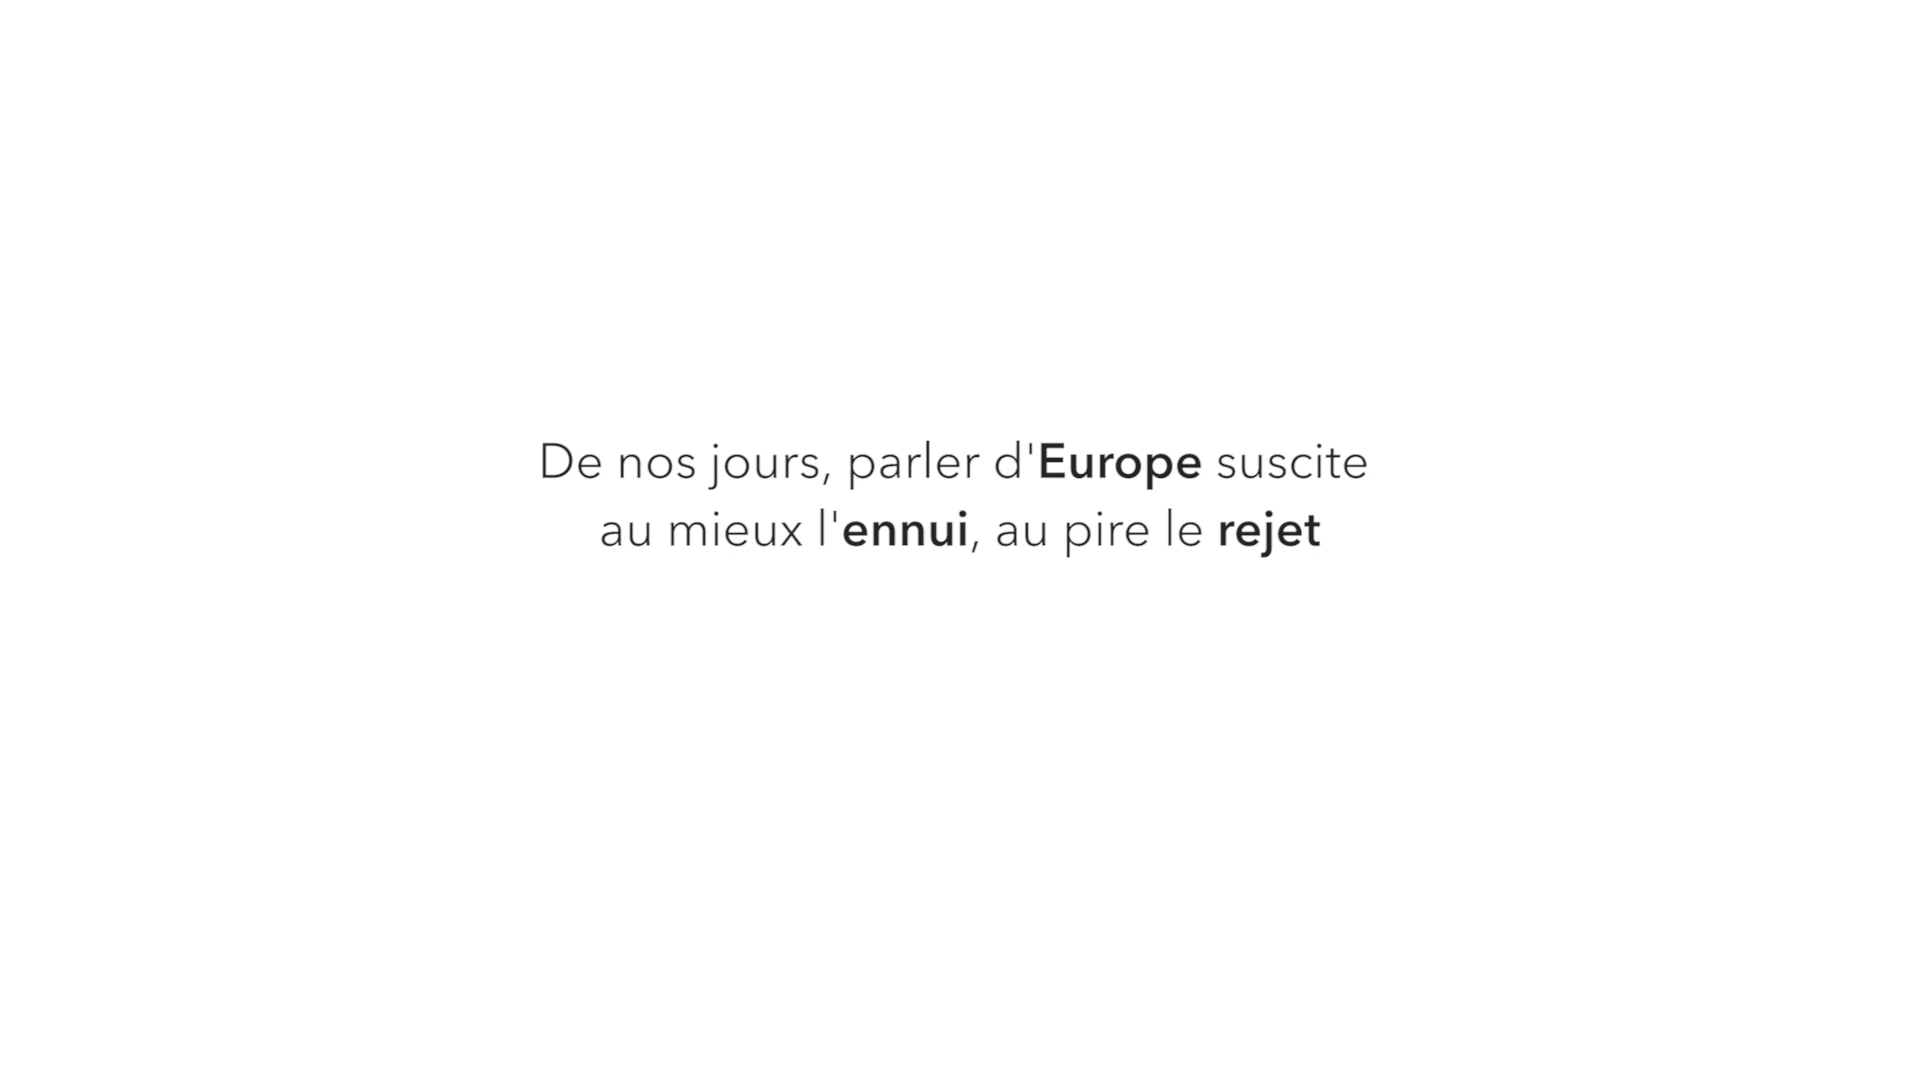 De nos jours, parler d'Europe suscite
au mieux l'ennui, au pire le rejet